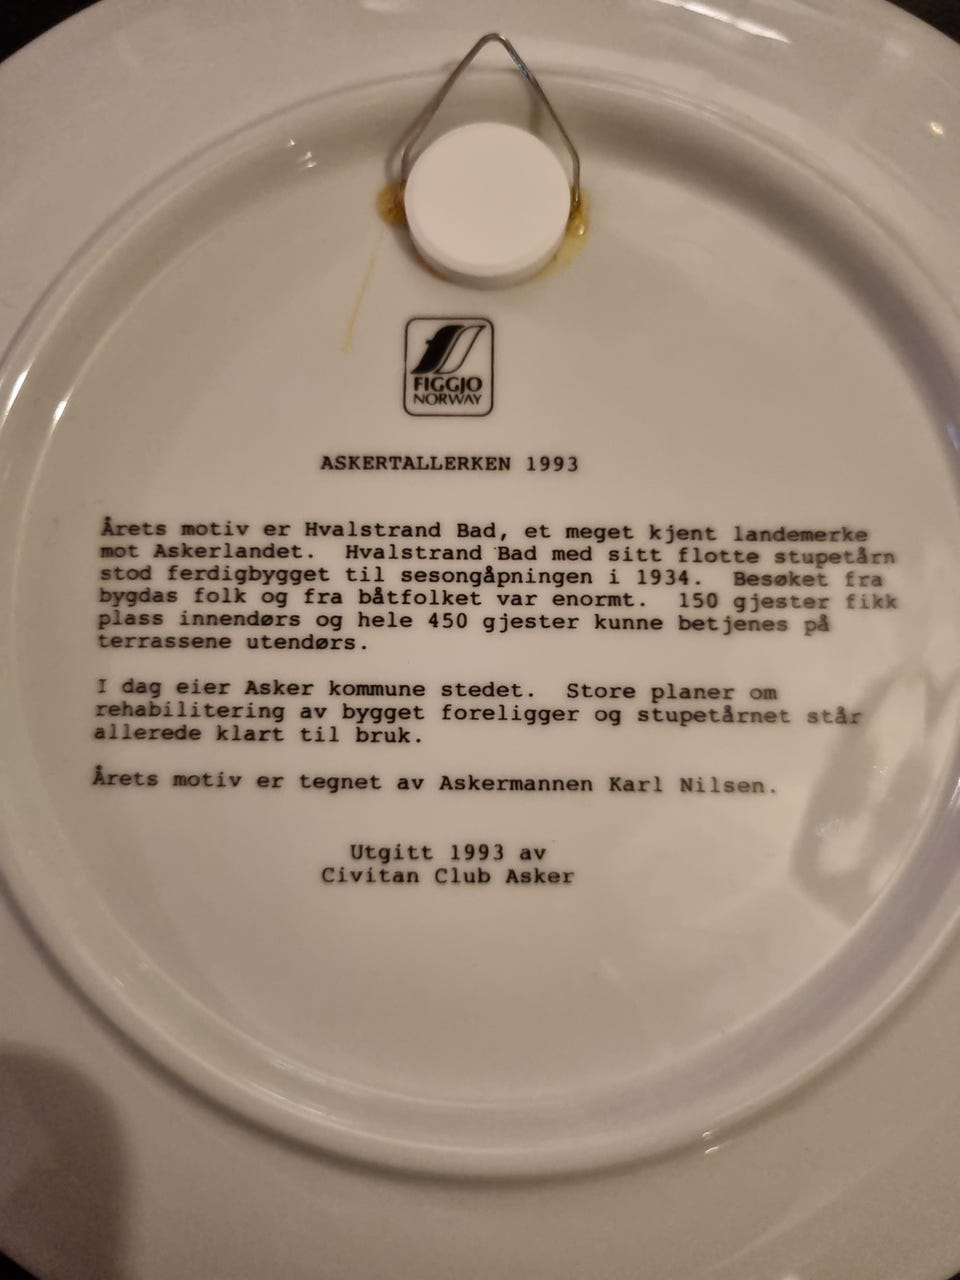 FIGGJO
NORWAY
ASKERTALLERKEN 1993
Årets motiv er Hvalstrand Bad, et meget kjent landemerke
mot Askerlandet. Hvalstrand Bad med sitt flotte stupetårn
stod ferdigbygget til sesongåpningen i 1934. Besøket fra
bygdas folk og fra båtfolket var enormt. 150 gjester fikk
plass innendørs og hele 450 gjester kunne betjenes på
terrassene utendørs.
I dag eier Asker kommune stedet. Store planer om
rehabilitering av bygget foreligger og stupetårnet står
allerede klart til bruk.
Årets motiv er tegnet av Askermannen Karl Nilsen.
Utgitt 1993 av
Civitan Club Asker